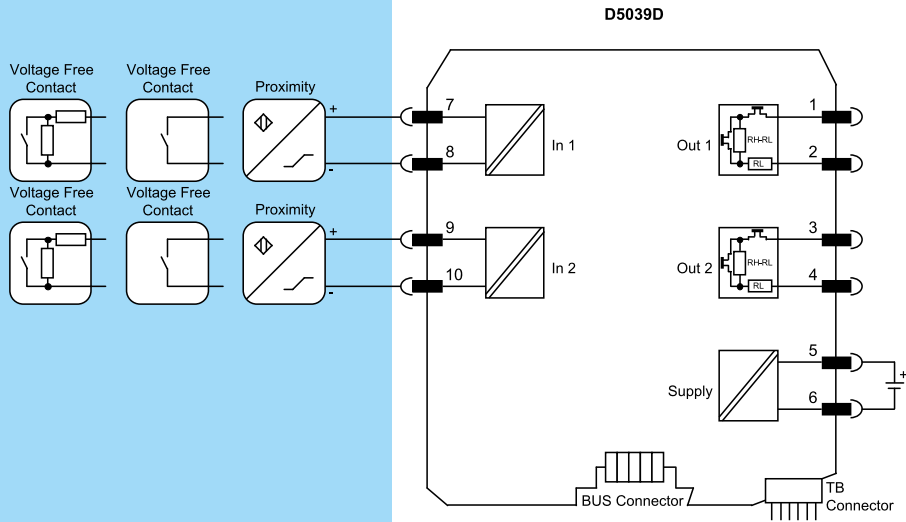 D5039D
Voltage Free
Contact
Voltage Free
Contact
Proximity
+
-
7
8
In 1
Out 1
RH-RL
RL
1
2
Voltage Free
Contact
Voltage Free
Contact
Proximity
+
-
9
10
In 2
Out 2
RH-RL
RL
3
4
Supply
5
6
+
BUS Connector
TB
Connector